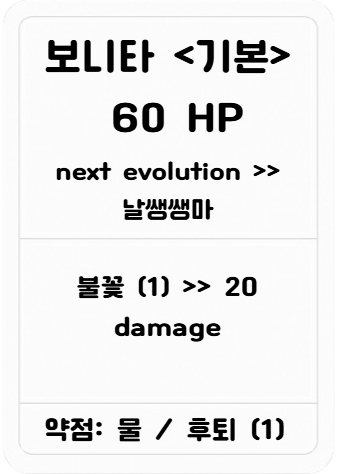 보니타 <기본>
60 HP
next evolution >>
날쌩쌩마
불꽃 (1) >> 20
damage
약점: 물 / 후퇴 (1)